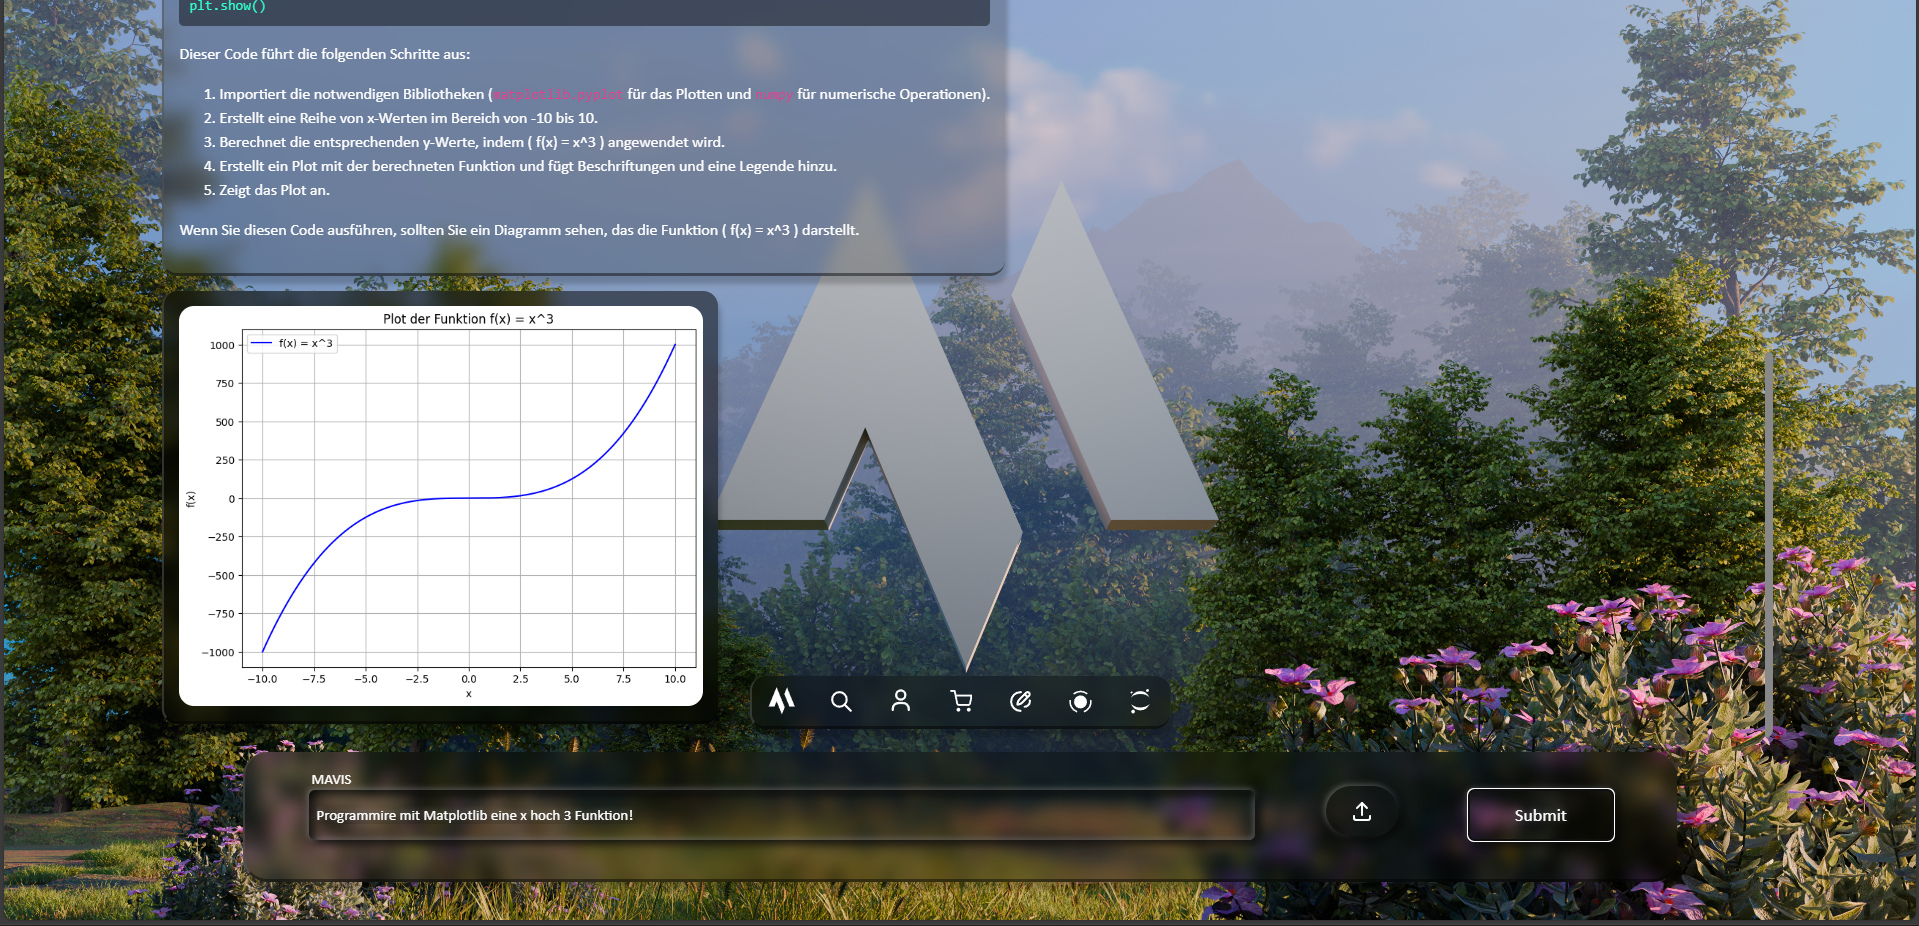 plt.show()
Dieser Code führt die folgenden Schritte aus:
1. Importiert die notwendigen Bibliotheken (matplotlib.pyplot für das Plotten und numpy für numerische Operationen).
2. Erstellt eine Reihe von x-Werten im Bereich von -10 bis 10.
3. Berechnet die entsprechenden y-Werte, indem ( f(x) = x^3 ) angewendet wird.
4. Erstellt ein Plot mit der berechneten Funktion und fügt Beschriftungen und eine Legende hinzu.
5. Zeigt das Plot an.
Wenn Sie diesen Code ausführen, sollten Sie ein Diagramm sehen, das die Funktion ( f(x) = x^3 ) darstellt.
Plot der Funktion f(x) = x^3
f(x) = x^3
1000
750
500
250
0
−250
−500
−750
−1000
f(x)
−10.0 −7.5 −5.0 −2.5 0.0 2.5 5.0 7.5 10.0
x
MAVIS
Programmire mit Matplotlib eine x hoch 3 Funktion!
Submit